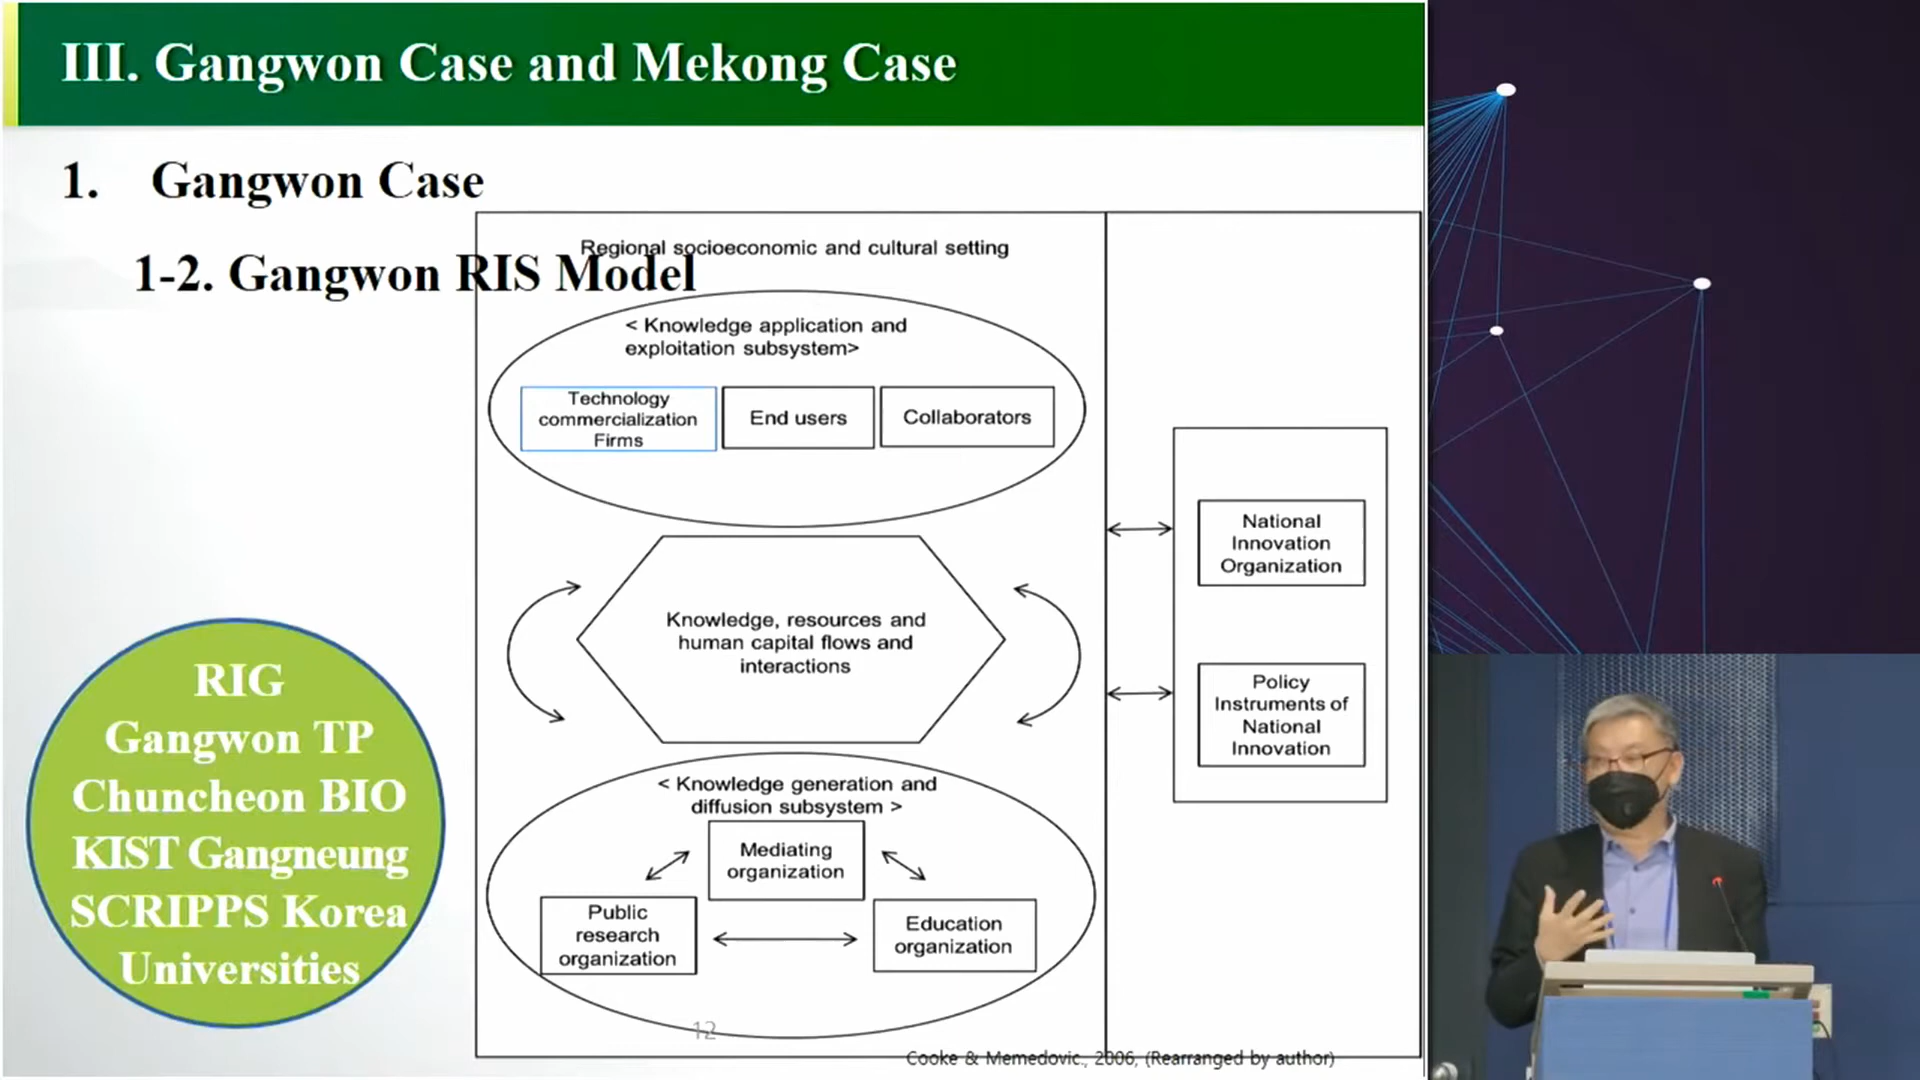 III. Gangwon Case and Mekong Case
1. Gangwon Case
1-2. Gangwon RIS Model
Regional socioeconomic and cultural setting
< Knowledge application and
exploitation subsystem>
Technology
commercialization
Firms
End users
Collaborators
Knowledge, resources and
human capital flows and
interactions
< Knowledge generation and
diffusion subsystem >
Mediating
organization
Public
research
organization
Education
organization
National
Innovation
Organization
Policy
Instruments of
National
Innovation
RIG
Gangwon TP
Chuncheon BIO
KIST Gangneung
SCRIPPS Korea
Universities
12
Cooke & Memedovic., 2006, (Rearranged by author)